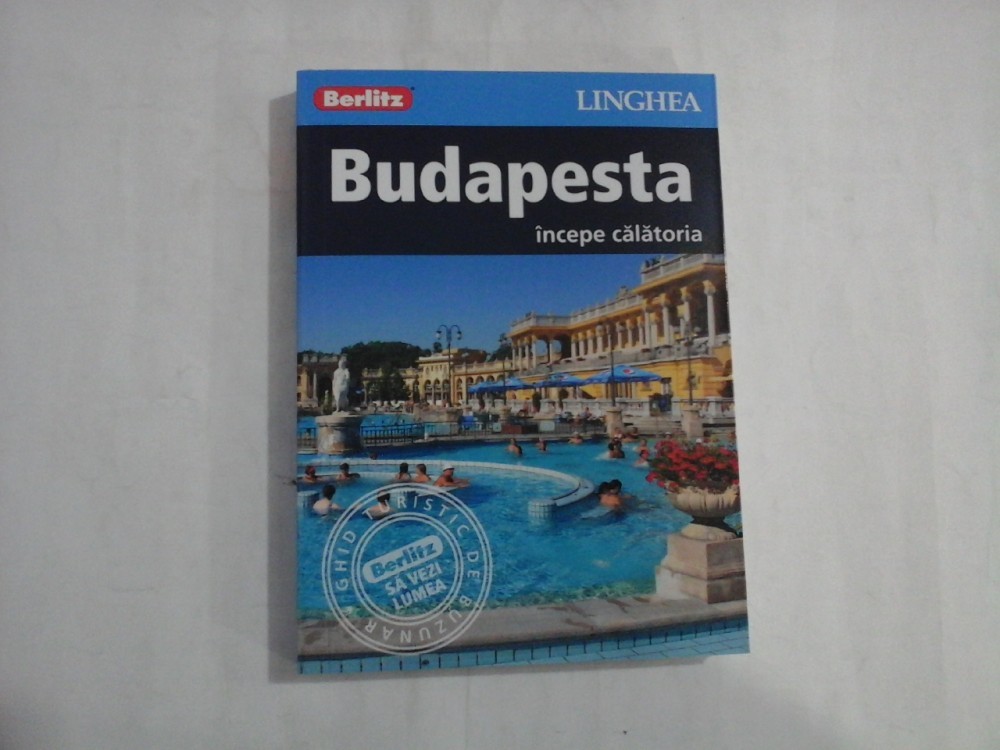 Berlitz
LINGHEA
Budapesta
începe călătoria
GHID TURISTIC DE BUZUNAR
Berlitz
SĂ VEZI
LUMEA